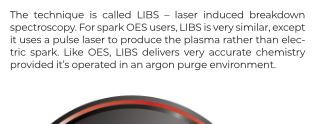 The technique is called LIBS – laser induced breakdown
spectroscopy. For spark OES users, LIBS is very similar, except
it uses a pulse laser to produce the plasma rather than elec-
tric spark. Like OES, LIBS delivers very accurate chemistry
provided it's operated in an argon purge environment.